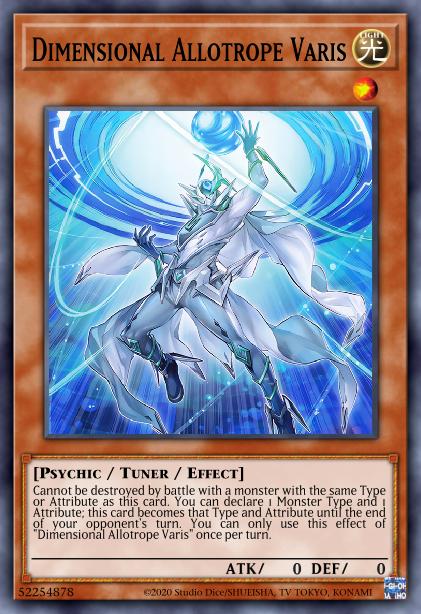 DIMENSIONAL ALLOTROPE VARIS
LIGHT
光
[PSYCHIC / TUNER / EFFECT]
Cannot be destroyed by battle with a monster with the same Type
or Attribute as this card. You can declare 1 Monster Type and 1
Attribute; this card becomes that Type and Attribute until the end
of your opponent's turn. You can only use this effect of
"Dimensional Allotrope Varis" once per turn.
ATK/ 0 DEF/ 0
52254878
©2020 Studio Dice/SHUEISHA, TV TOKYO, KONAMI